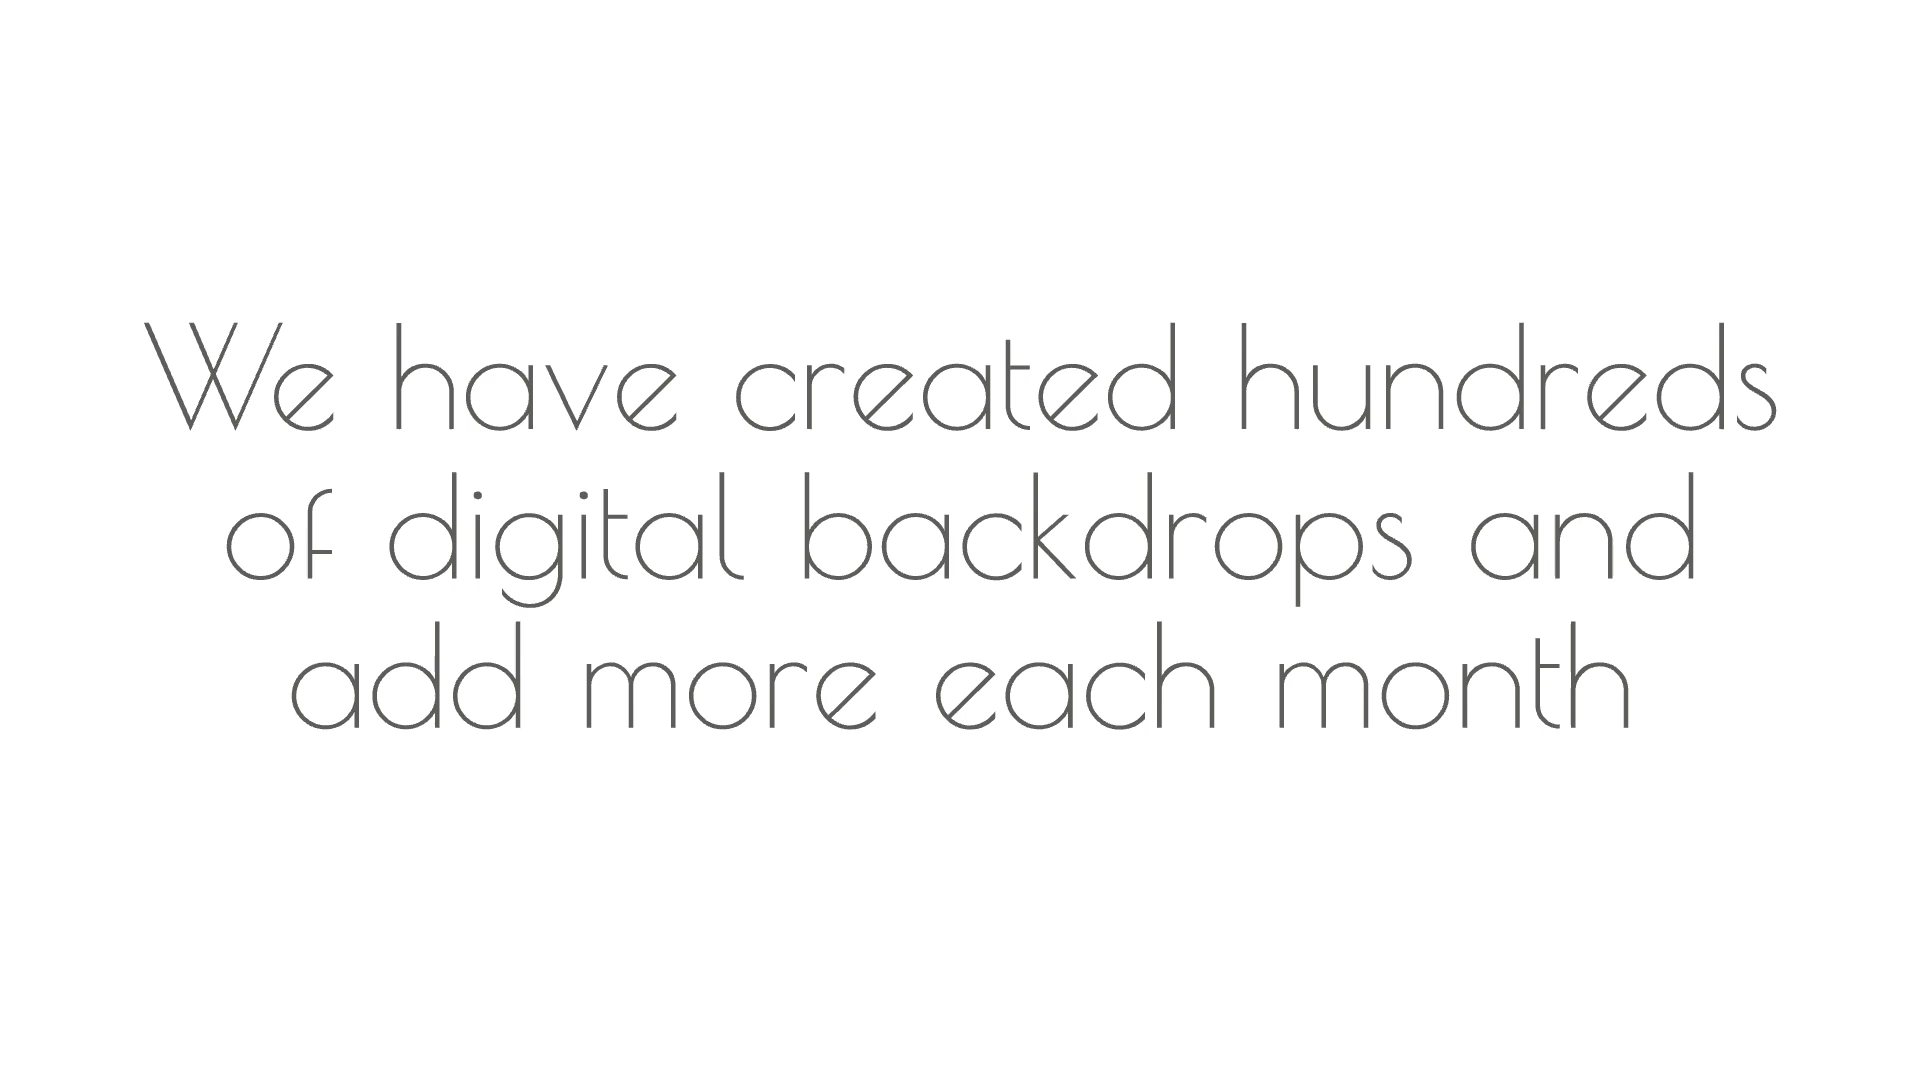 We have created hundreds
of digital backdrops and
add more each month